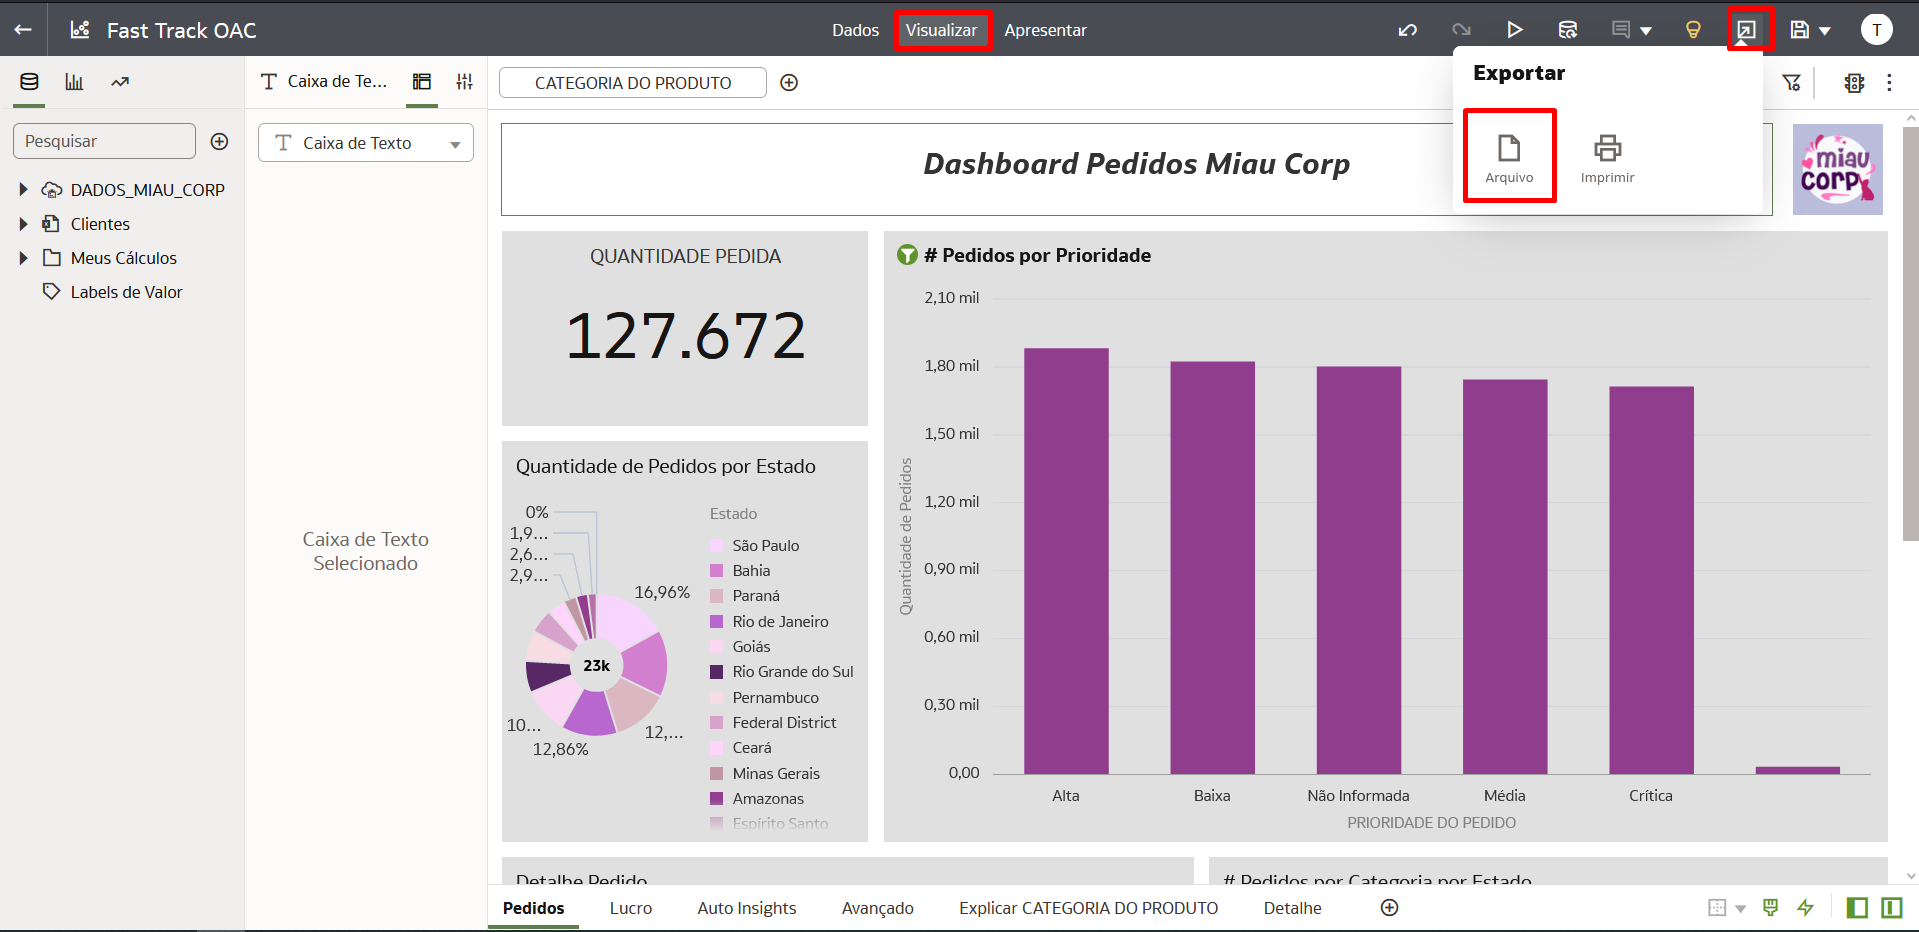 Fast Track OAC
Dados
Visualizar
Apresentar
T
Exportar
Arquivo
Imprimir
Caixa de Te...
CATEGORIA DO PRODUTO
Pesquisar
Caixa de Texto
DADOS_MIAU_CORP
Clientes
Meus Cálculos
Labels de Valor
Caixa de Texto
Selecionado
Dashboard Pedidos Miau Corp
miau
corp
QUANTIDADE PEDIDA
127.672
Quantidade de Pedidos por Estado
0%
1,9...
2,6...
2,9...
16,96%
23k
10...
12,86%
12,...
Estado
São Paulo
Bahia
Paraná
Rio de Janeiro
Goiás
Rio Grande do Sul
Pernambuco
Federal District
Ceará
Minas Gerais
Amazonas
Espírito Santo
# Pedidos por Prioridade
Quantidade de Pedidos
2,10 mil
1,80 mil
1,50 mil
1,20 mil
0,90 mil
0,60 mil
0,30 mil
0,00
Alta
Baixa
Não Informada
Média
Crítica
PRIORIDADE DO PEDIDO
Detalhe Pedido
# Pedidos por Categoria por Estado
Pedidos
Lucro
Auto Insights
Avançado
Explicar CATEGORIA DO PRODUTO
Detalhe